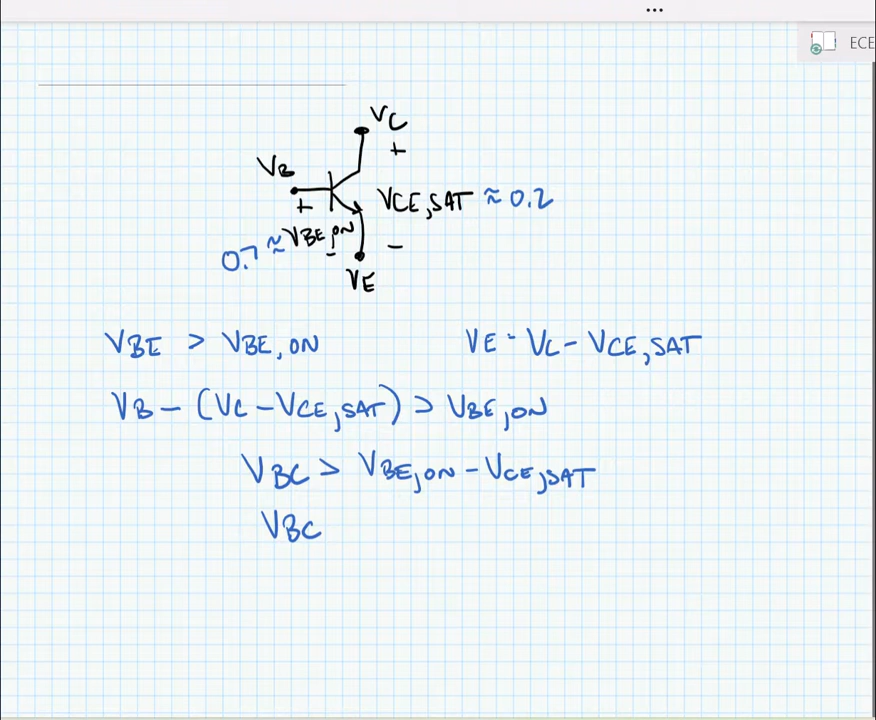 ECE
VC
+
VB
+
VCE,SAT ≈ 0.2
0.7 ≈ VBE,ON
-
-
VE
VBE > VBE,ON
VE = VC - VCE,SAT
VB - (VC - VCE,SAT) > VBE,ON
VBC > VBE,ON - VCE,SAT
VBC